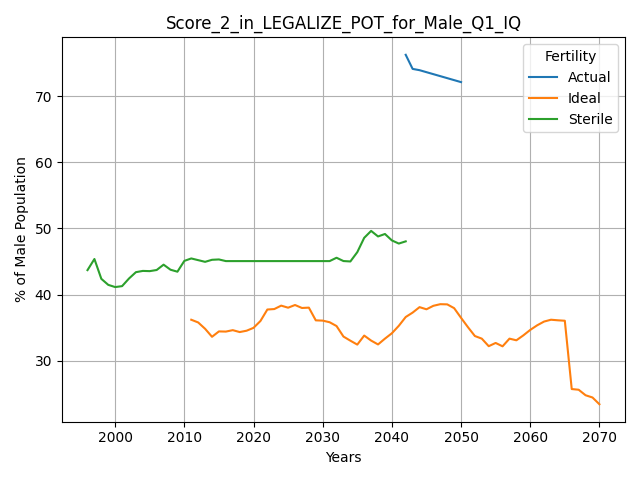 Score_2_in_LEGALIZE_POT_for_Male_Q1_IQ
Fertility
Actual
Ideal
Sterile
% of Male Population
70
60
50
40
30
2000 2010 2020 2030 2040 2050 2060 2070
Years